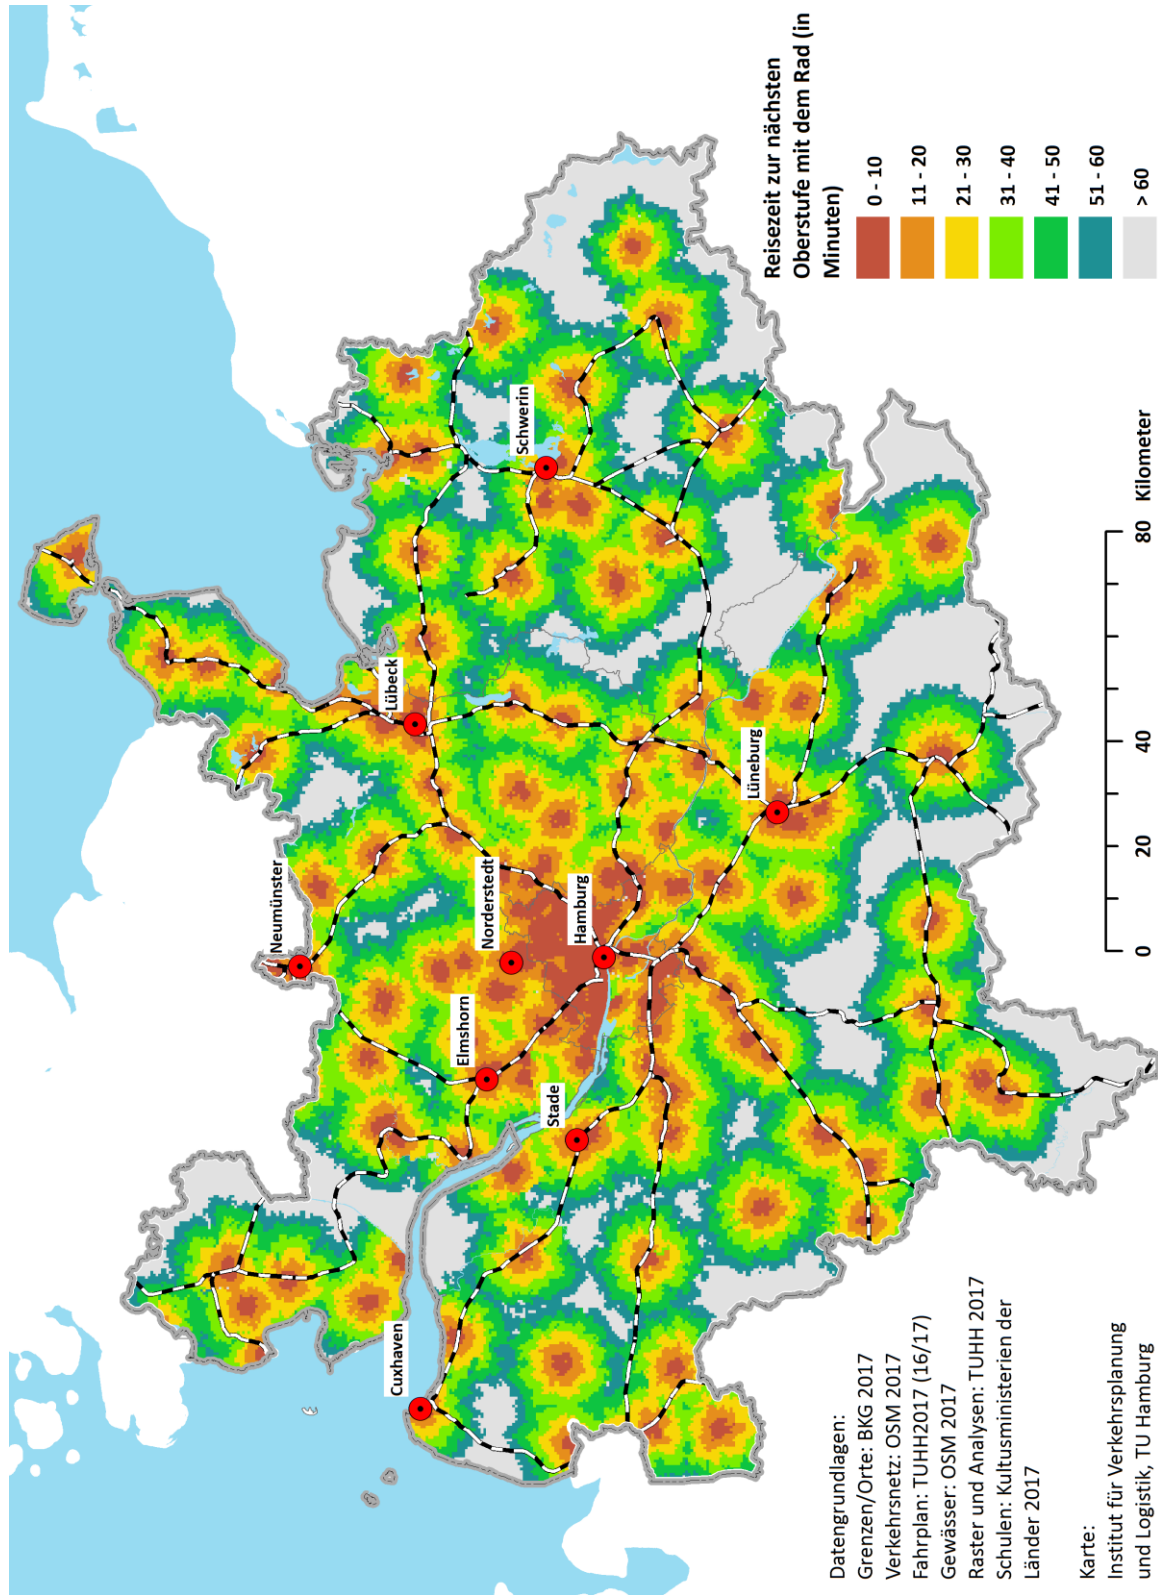 Cuxhaven
Stade
Elmshorn
Neumünster
Norderstedt
Hamburg
Lübeck
Lüneburg
Schwerin
Datengrundlagen:
Grenzen/Orte: BKG 2017
Verkehrsnetz: OSM 2017
Fahrplan: TUHH2017 (16/17)
Gewässer: OSM 2017
Raster und Analysen: TUHH 2017
Schulen: Kultusministerien der
Länder 2017
Karte:
Institut für Verkehrsplanung
und Logistik, TU Hamburg
0 20 40 80 Kilometer
Reisezeit zur nächsten
Oberstufe mit dem Rad (in
Minuten)
0 - 10
11 - 20
21 - 30
31 - 40
41 - 50
51 - 60
> 60